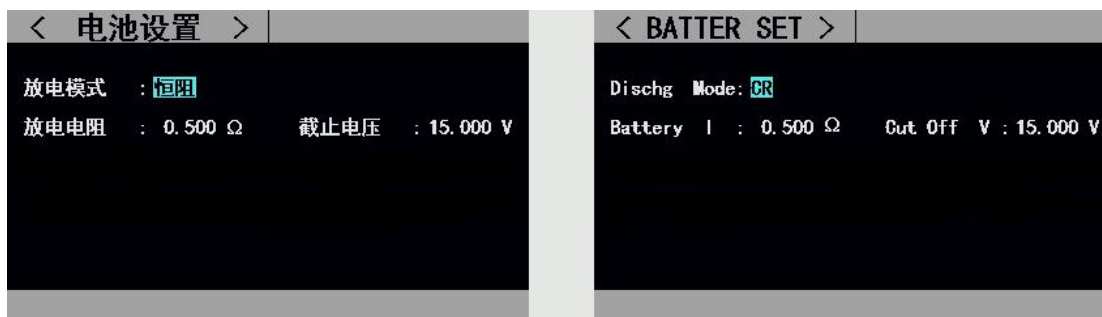 < 电池设置 >
放电模式 : 恒阻
放电电阻 : 0.500 Ω 截止电压 : 15.000 V
< BATTER SET >
Dischg Mode: CR
Battery I : 0.500 Ω Cut Off V : 15.000 V